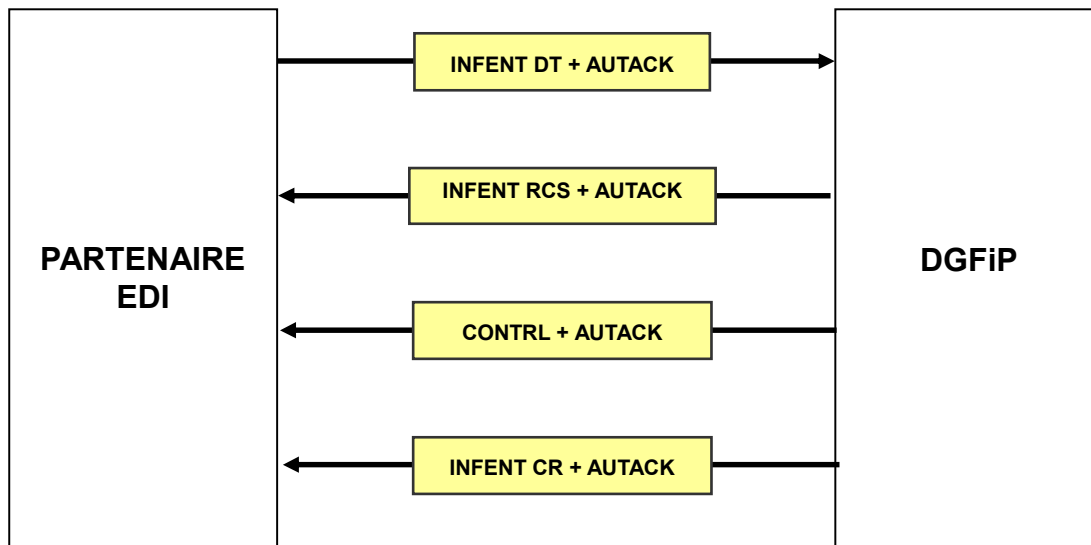 INFENT DT + AUTACK
INFENT RCS + AUTACK
PARTENAIRE
EDI
DGFiP
CONTRL + AUTACK
INFENT CR + AUTACK